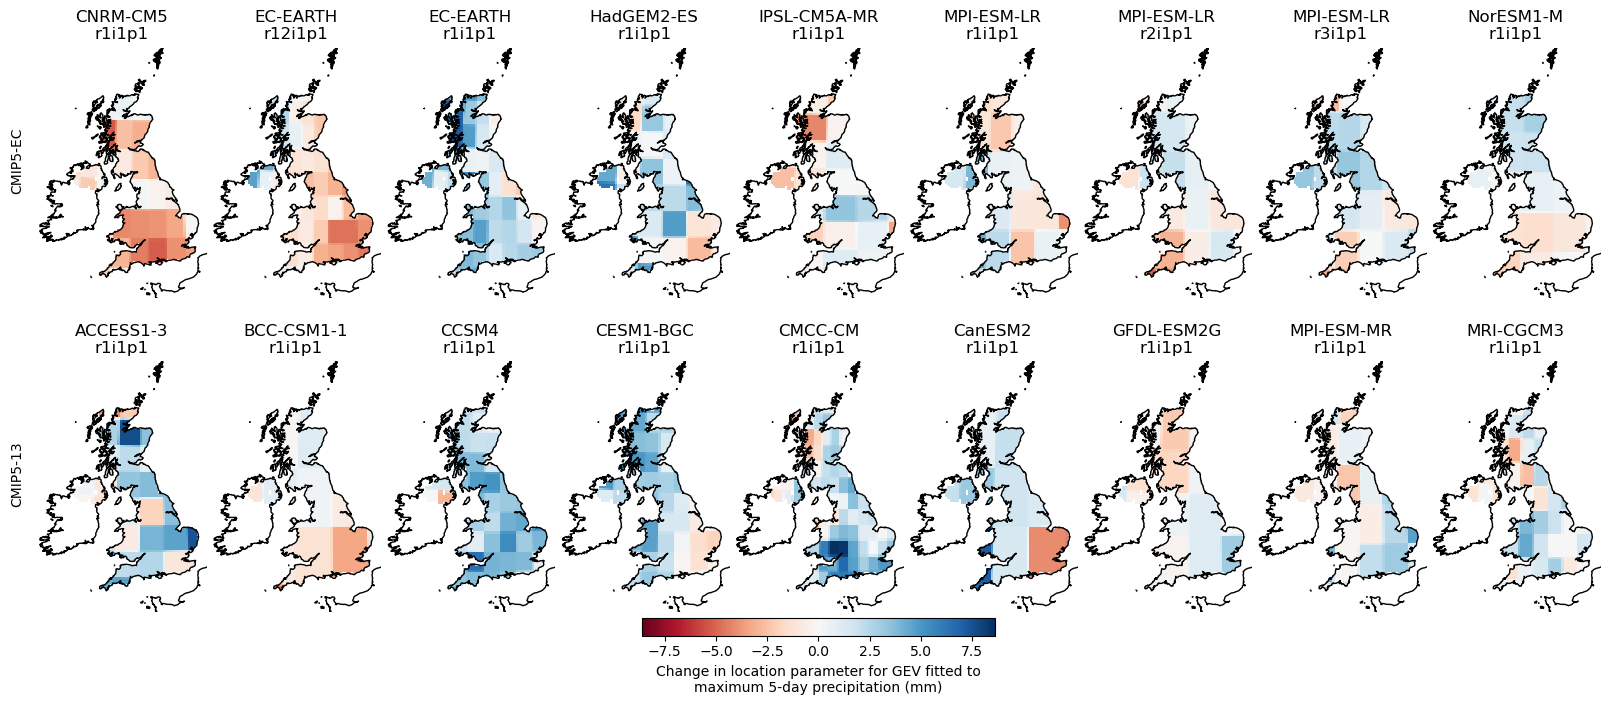 CNRM-CM5 EC-EARTH EC-EARTH HadGEM2-ES IPSL-CM5A-MR MPI-ESM-LR MPI-ESM-LR MPI-ESM-LR NorESM1-M
r1i1p1 r12i1p1 r1i1p1 r1i1p1 r1i1p1 r1i1p1 r2i1p1 r3i1p1 r1i1p1
CMIP5-EC
ACCESS1-3 BCC-CSM1-1 CCSM4 CESM1-BGC CMCC-CM CanESM2 GFDL-ESM2G MPI-ESM-MR MRI-CGCM3
r1i1p1 r1i1p1 r1i1p1 r1i1p1 r1i1p1 r1i1p1 r1i1p1 r1i1p1 r1i1p1
CMIP5-13
−7.5 −5.0 −2.5 0.0 2.5 5.0 7.5
Change in location parameter for GEV fitted to
maximum 5-day precipitation (mm)